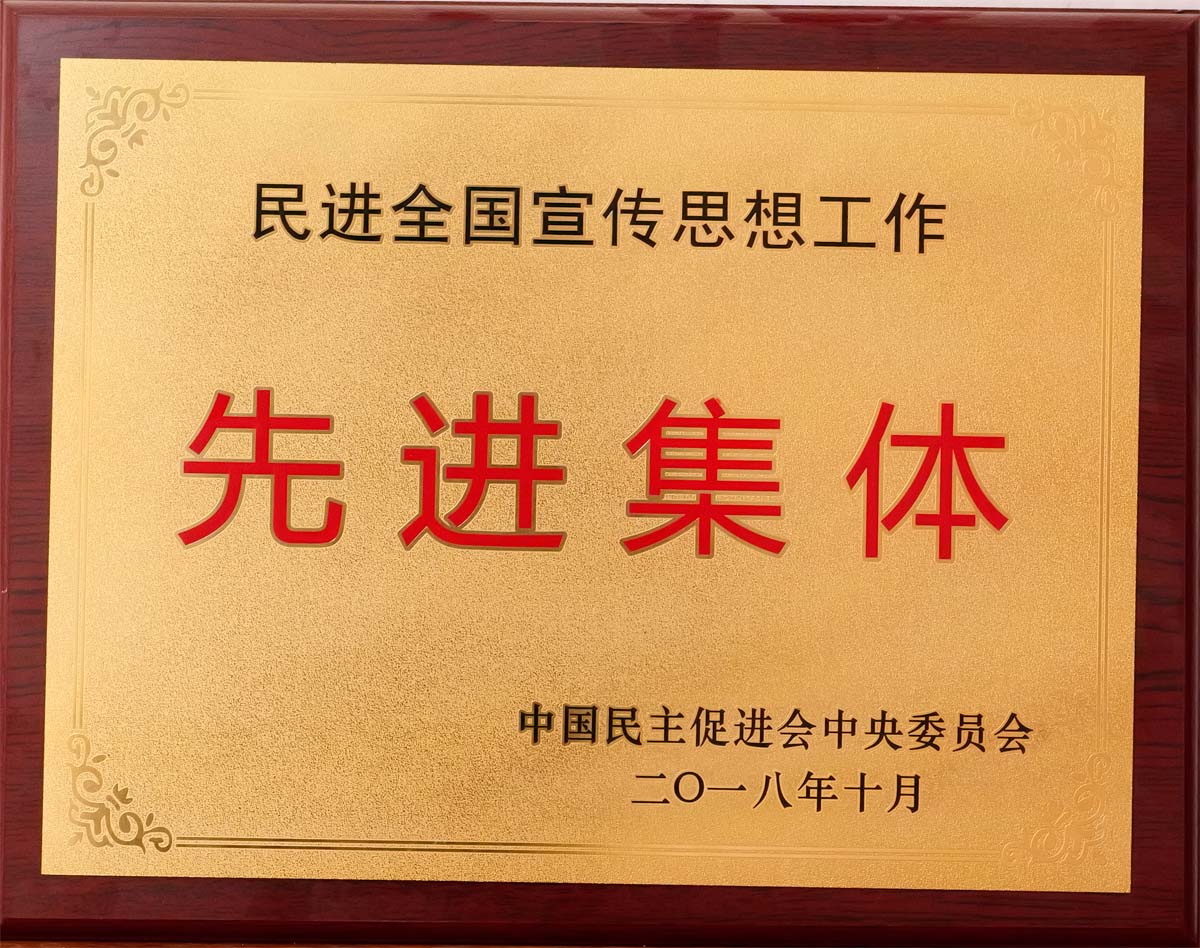 民进全国宣传思想工作
先进集体
中国民主促进会中央委员会
二〇一八年十月